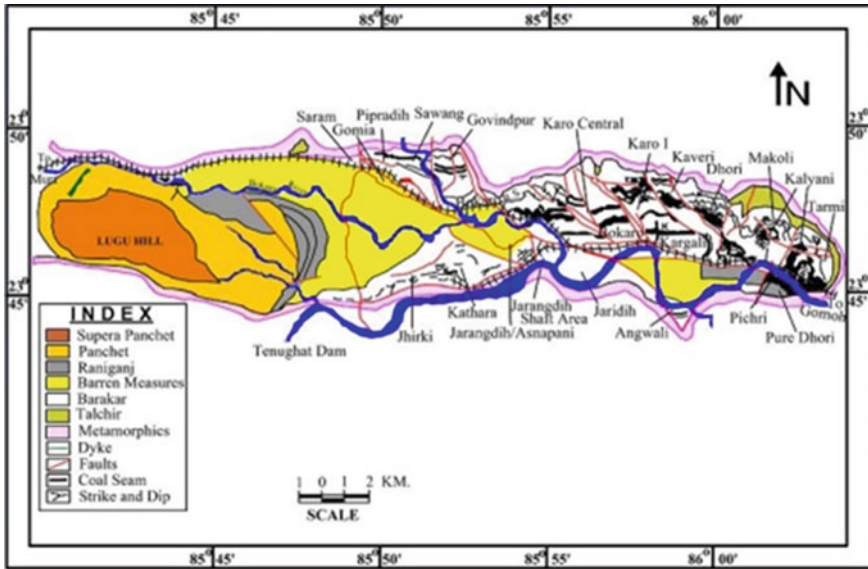 85° 45'
85° 50'
85° 55'
86° 00'
N
23° 50'
23° 50'
Saram
Gomia
Pipradih
Sawang
Govindpur
Karo Central
Karo I
Kaveri
Dhori
Makoli
Kalyani
Tarmi
To
LUGU HILL
Kargali
23° 45'
23° 45'
Tenughat Dam
Jhirki
Kathara
Jarangdih/Asnapani
Jarangdih
Shaft Area
Jaridih
Angwali
Pichri
Pure Dhori
To
Gomoh
INDEX
Supera Panchet
Panchet
Raniganj
Barren Measures
Barakar
Talchir
Metamorphics
Dyke
Faults
Coal Seam
Strike and Dip
1 0 1 2 KM.
SCALE
85° 45'
85° 50'
85° 55'
86° 00'